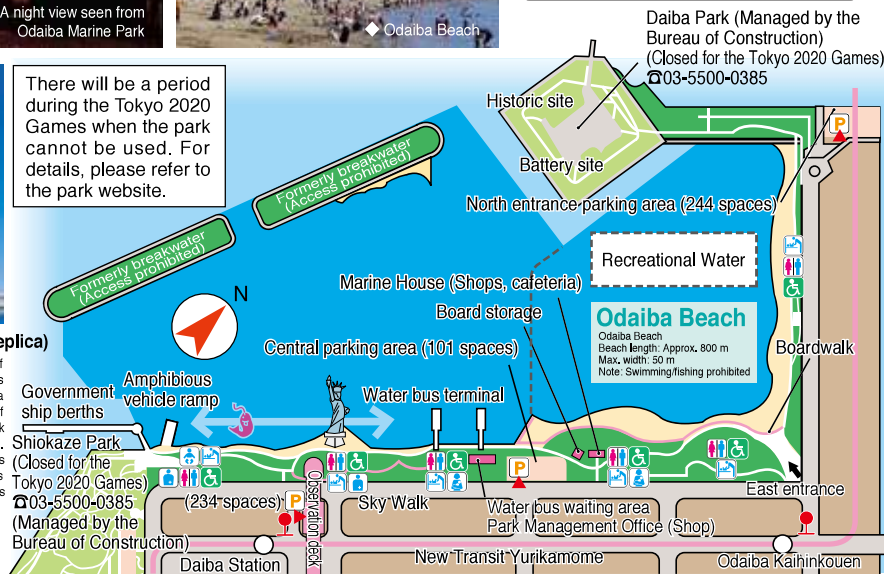 A night view seen from
Odaiba Marine Park
◆ Odaiba Beach
Daiba Park (Managed by the
Bureau of Construction)
(Closed for the Tokyo 2020 Games)
☎03-5500-0385
There will be a period
during the Tokyo 2020
Games when the park
cannot be used. For
details, please refer to
the park website.
Historic site
Battery site
P
Formerly breakwater
(Access prohibited)
North entrance parking area (244 spaces)
Formerly breakwater
(Access prohibited)
Recreational Water
N
Marine House (Shops, cafeteria)
Board storage
Odaiba Beach
Odaiba Beach
Beach length: Approx. 800 m
Max. width: 50 m
Note: Swimming/fishing prohibited
eplica)
Central parking area (101 spaces)
Boardwalk
Government
ship berths
Amphibious
vehicle ramp
Water bus terminal
Shiokaze Park
(Closed for the
Tokyo 2020 Games)
☎03-5500-0385
(Managed by the
Bureau of Construction)
P
East entrance
(234 spaces)
P
Observation deck
Sky Walk
Water bus waiting area
Park Management Office (Shop)
Daiba Station
New Transit Yurikamome
Odaiba Kaihinkouen